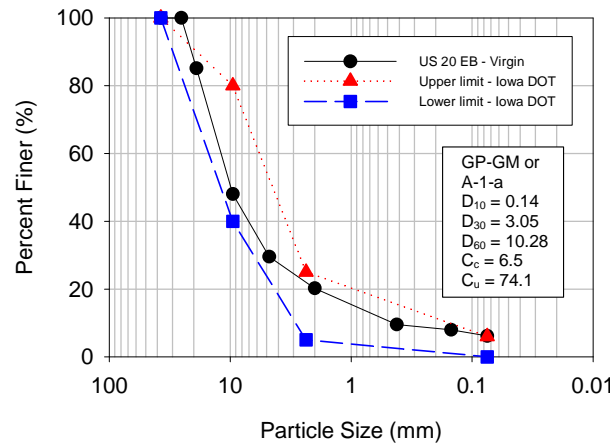 100
80
60
40
20
0
Percent Finer (%)
100
10
1
0.1
0.01
Particle Size (mm)
US 20 EB - Virgin
Upper limit - Iowa DOT
Lower limit - Iowa DOT
GP-GM or
A-1-a
D10 = 0.14
D30 = 3.05
D60 = 10.28
Cc = 6.5
Cu = 74.1